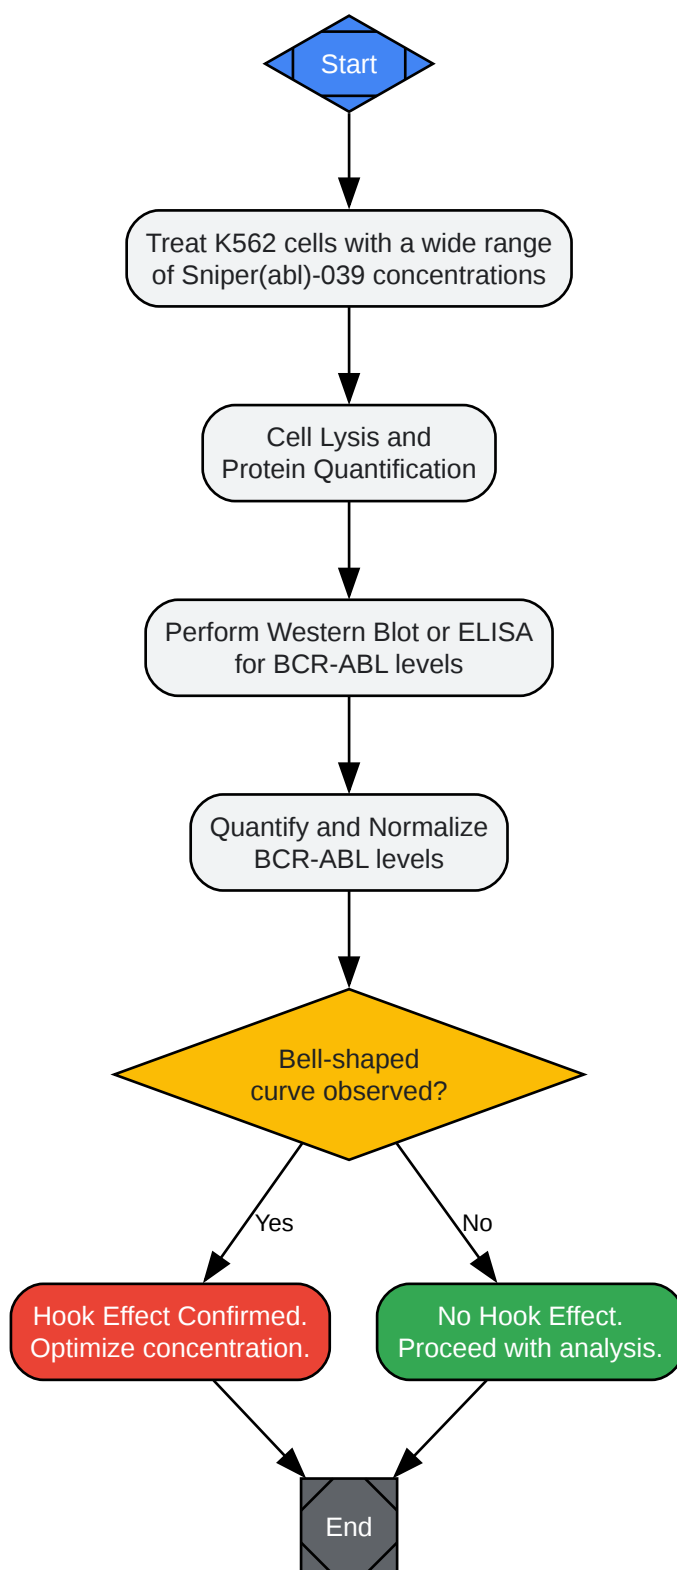 Start
Treat K562 cells with a wide range
of Sniper(abl)-039 concentrations
Cell Lysis and
Protein Quantification
Perform Western Blot or ELISA
for BCR-ABL levels
Quantify and Normalize
BCR-ABL levels
Bell-shaped
curve observed?
Yes
No
Hook Effect Confirmed.
Optimize concentration.
No Hook Effect.
Proceed with analysis.
End